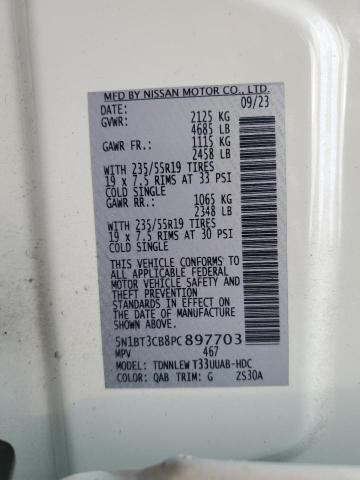 MFD BY NISSAN MOTOR CO., LTD.
DATE: 09/23
GVWR: 2125 KG
4685 LB
GAWR FR.: 1115 KG
2458 LB
WITH 235/55R19 TIRES
19 x 7.5 RIMS AT 33 PSI
COLD SINGLE
GAWR RR.: 1065 KG
2348 LB
WITH 235/55R19 TIRES
19 x 7.5 RIMS AT 30 PSI
COLD SINGLE
THIS VEHICLE CONFORMS TO
ALL APPLICABLE FEDERAL
MOTOR VEHICLE SAFETY AND
THEFT PREVENTION
STANDARDS IN EFFECT ON
THE DATE OF MANUFACTURE
SHOWN ABOVE.
5N1BT3CB8PC897703
MPV 467
MODEL: TDNNLEW T33UUAB-HDC
COLOR: QAB TRIM: G ZS30A